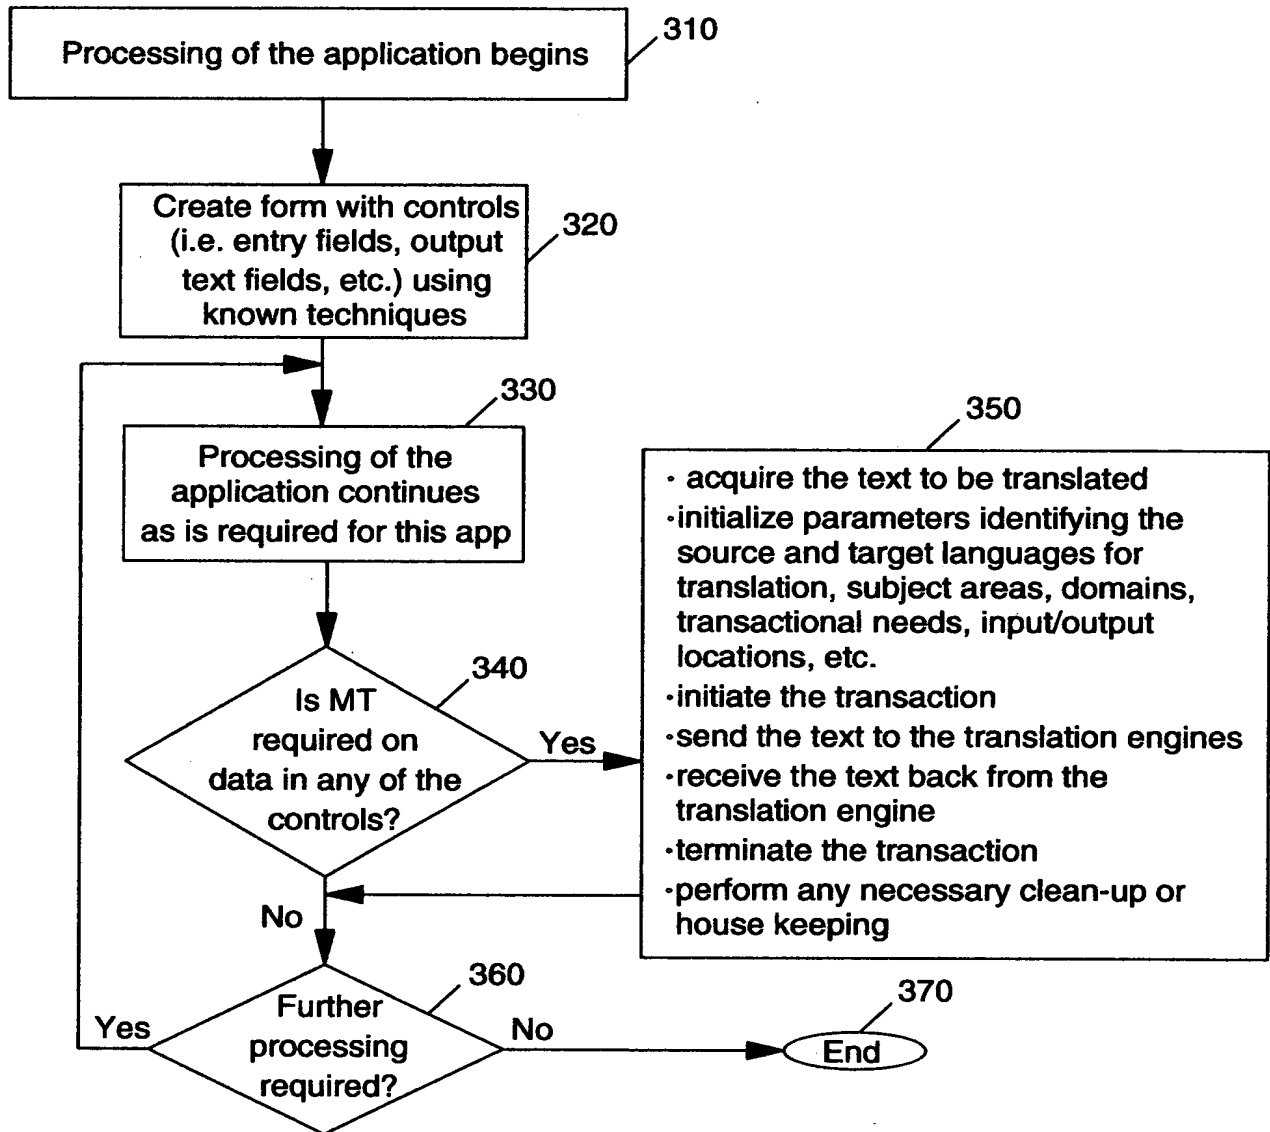 Processing of the application begins
310
Create form with controls
(i.e. entry fields, output
text fields, etc.) using
known techniques
320
330
Processing of the
application continues
as is required for this app
340
Is MT
required on
data in any of the
controls?
Yes
No
350
· acquire the text to be translated
·initialize parameters identifying the
source and target languages for
translation, subject areas, domains,
transactional needs, input/output
locations, etc.
·initiate the transaction
·send the text to the translation engines
·receive the text back from the
translation engine
·terminate the transaction
·perform any necessary clean-up or
house keeping
360
Further
processing
required?
Yes
No
370
End